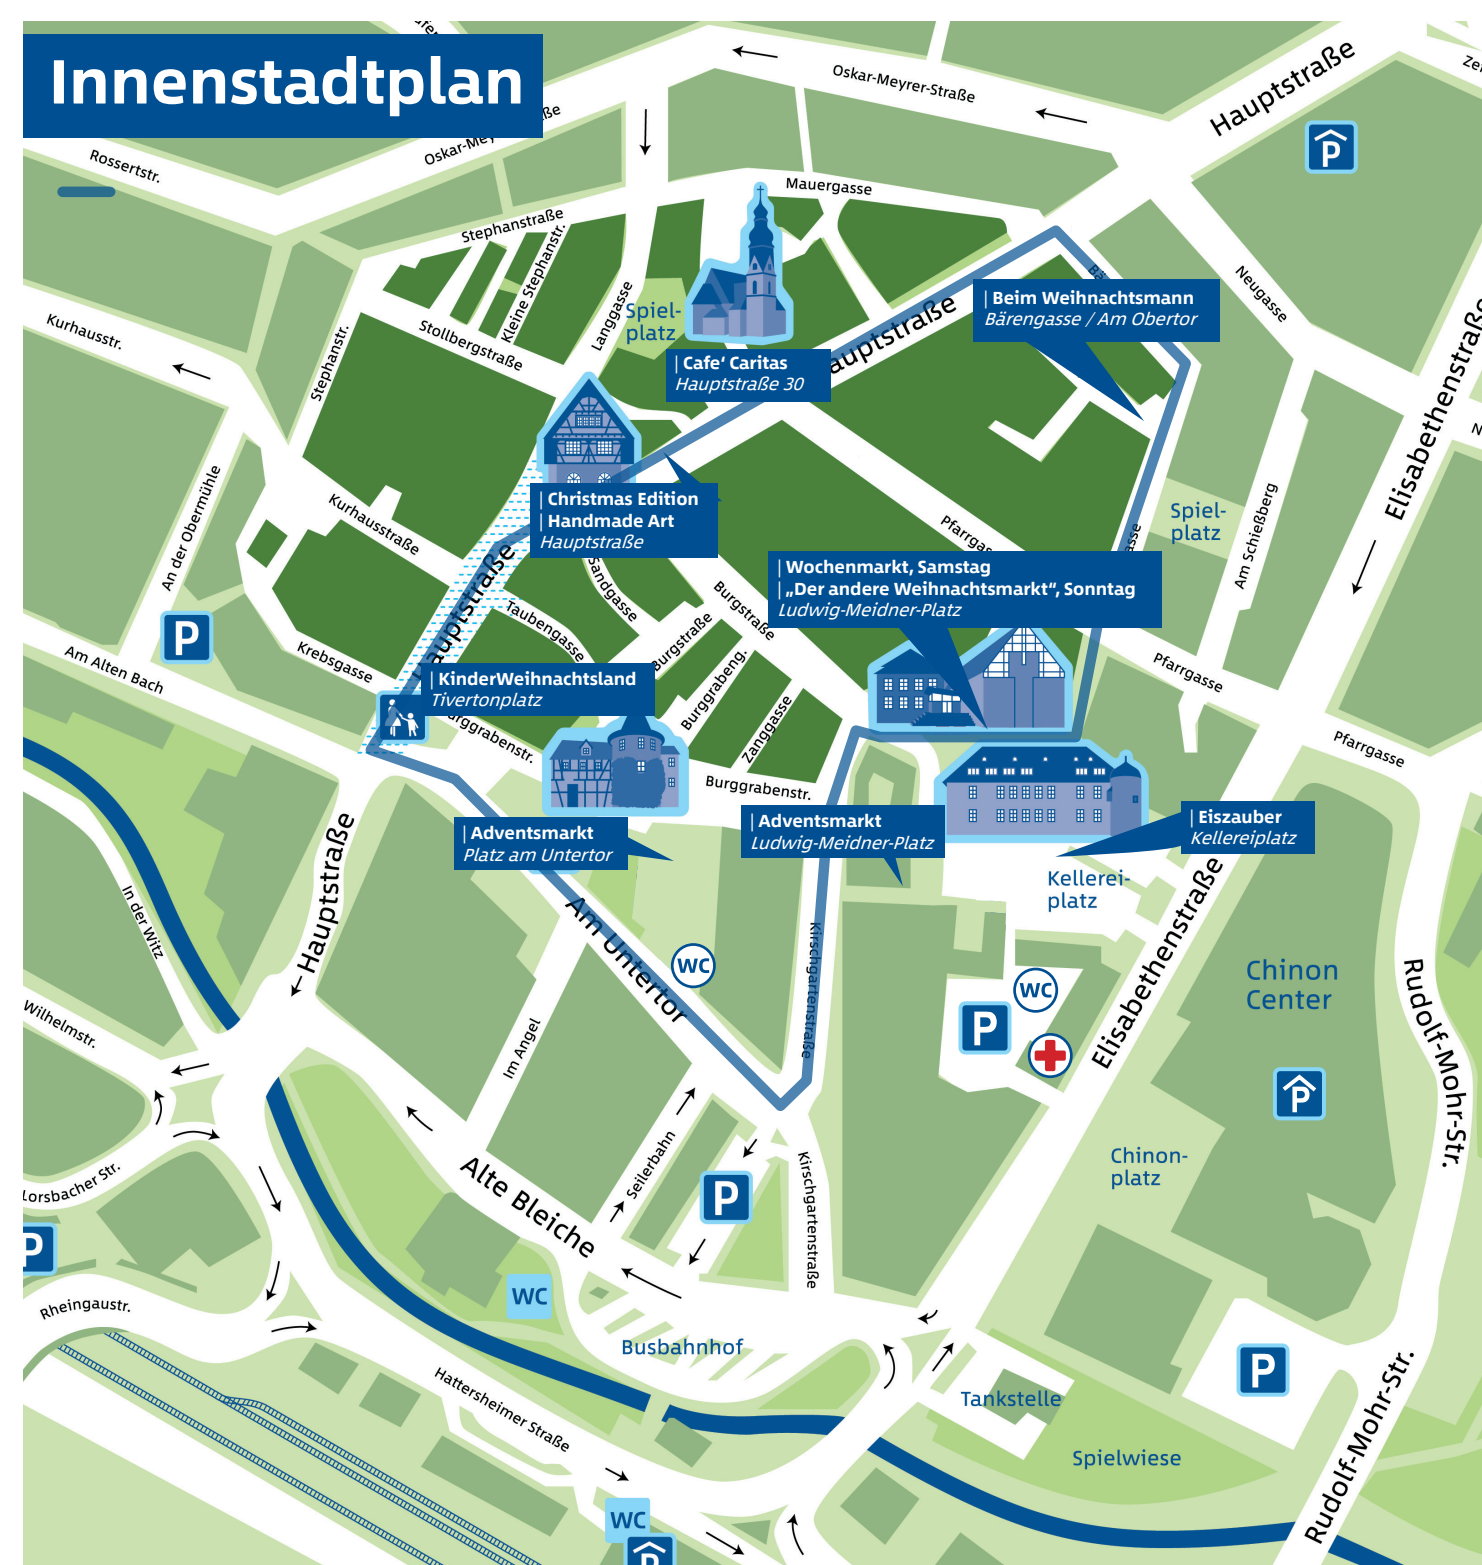 Innenstadtplan
Oskar-Meyrer-Straße
Hauptstraße
Rossertstr.
Mauergasse
Stephanstraße
Kleine Stephanstr.
Langgasse
Spiel-
platz
Neugasse
Kurhausstr.
Stephanstr.
Stollbergstraße
| Beim Weihnachtsmann
Bärengasse / Am Obertor
| Cafe‘ Caritas
Hauptstraße 30
Elisabethenstraße
An der Obermühle
Kurhausstraße
| Christmas Edition
| Handmade Art
Hauptstraße
Spiel-
platz
Am Schießberg
Sandgasse
Taubengasse
Burgstraße
Burgstraße
| Wochenmarkt, Samstag
| „Der andere Weihnachtsmarkt“, Sonntag
Ludwig-Meidner-Platz
P
P
Am Alten Bach
Krebsgasse
Burggrabeng.
Zanggasse
Pfarrgasse
Pfarrgasse
| KinderWeihnachtsland
Tivertonplatz
Burggrabenstr.
| Adventsmarkt
Platz am Untertor
| Adventsmarkt
Ludwig-Meidner-Platz
| Eiszauber
Kellereiplatz
Kellerei-
platz
Hauptstraße
In der Witz
Am Untertor
WC
Kirschgartenstraße
WC
P
Elisabethenstraße
Chinon
Center
Rudolf-Mohr-Str.
Wilhelmstr.
Im Angel
P
Lorsbacher Str.
Alte Bleiche
Seilerbahn
P
Kirschgartenstraße
Chinon-
platz
P
Rheingaustr.
WC
Busbahnhof
Hattersheimer Straße
Tankstelle
P
Spielwiese
Rudolf-Mohr-Str.
WC
P